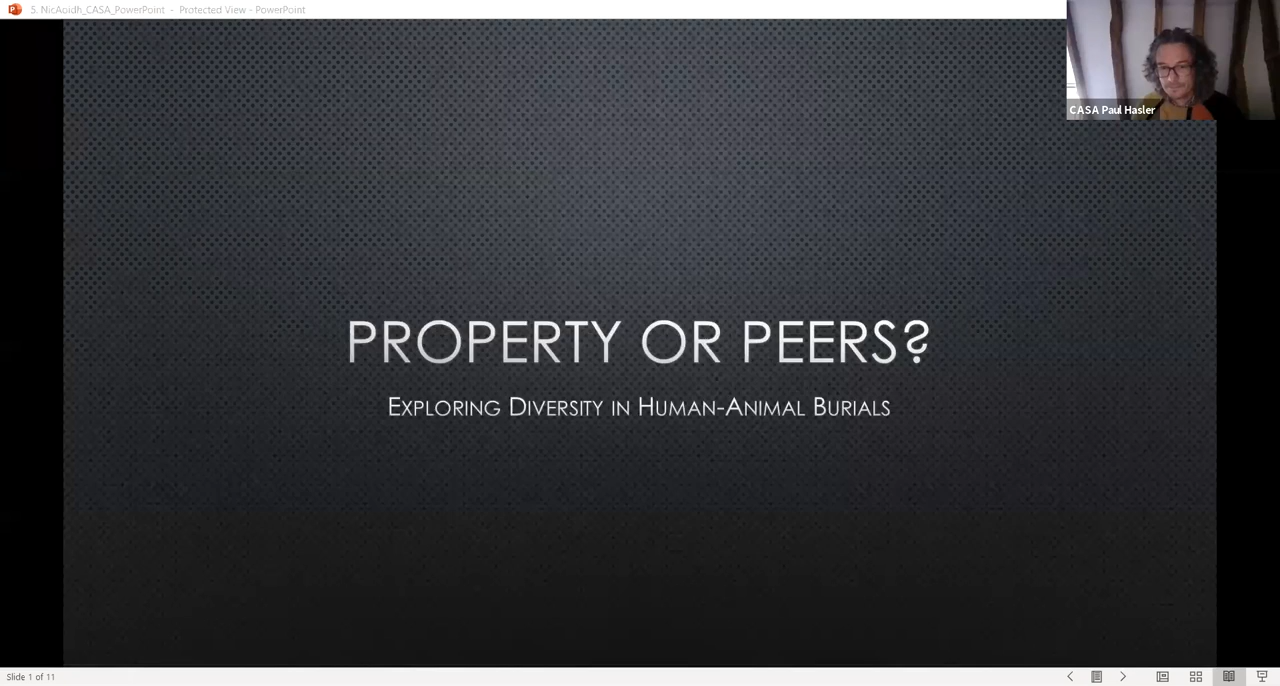 5. NicAoidh_CASA_PowerPoint - Protected View - PowerPoint
CASA Paul Hasler
PROPERTY OR PEERS?
EXPLORING DIVERSITY IN HUMAN-ANIMAL BURIALS
Slide 1 of 11